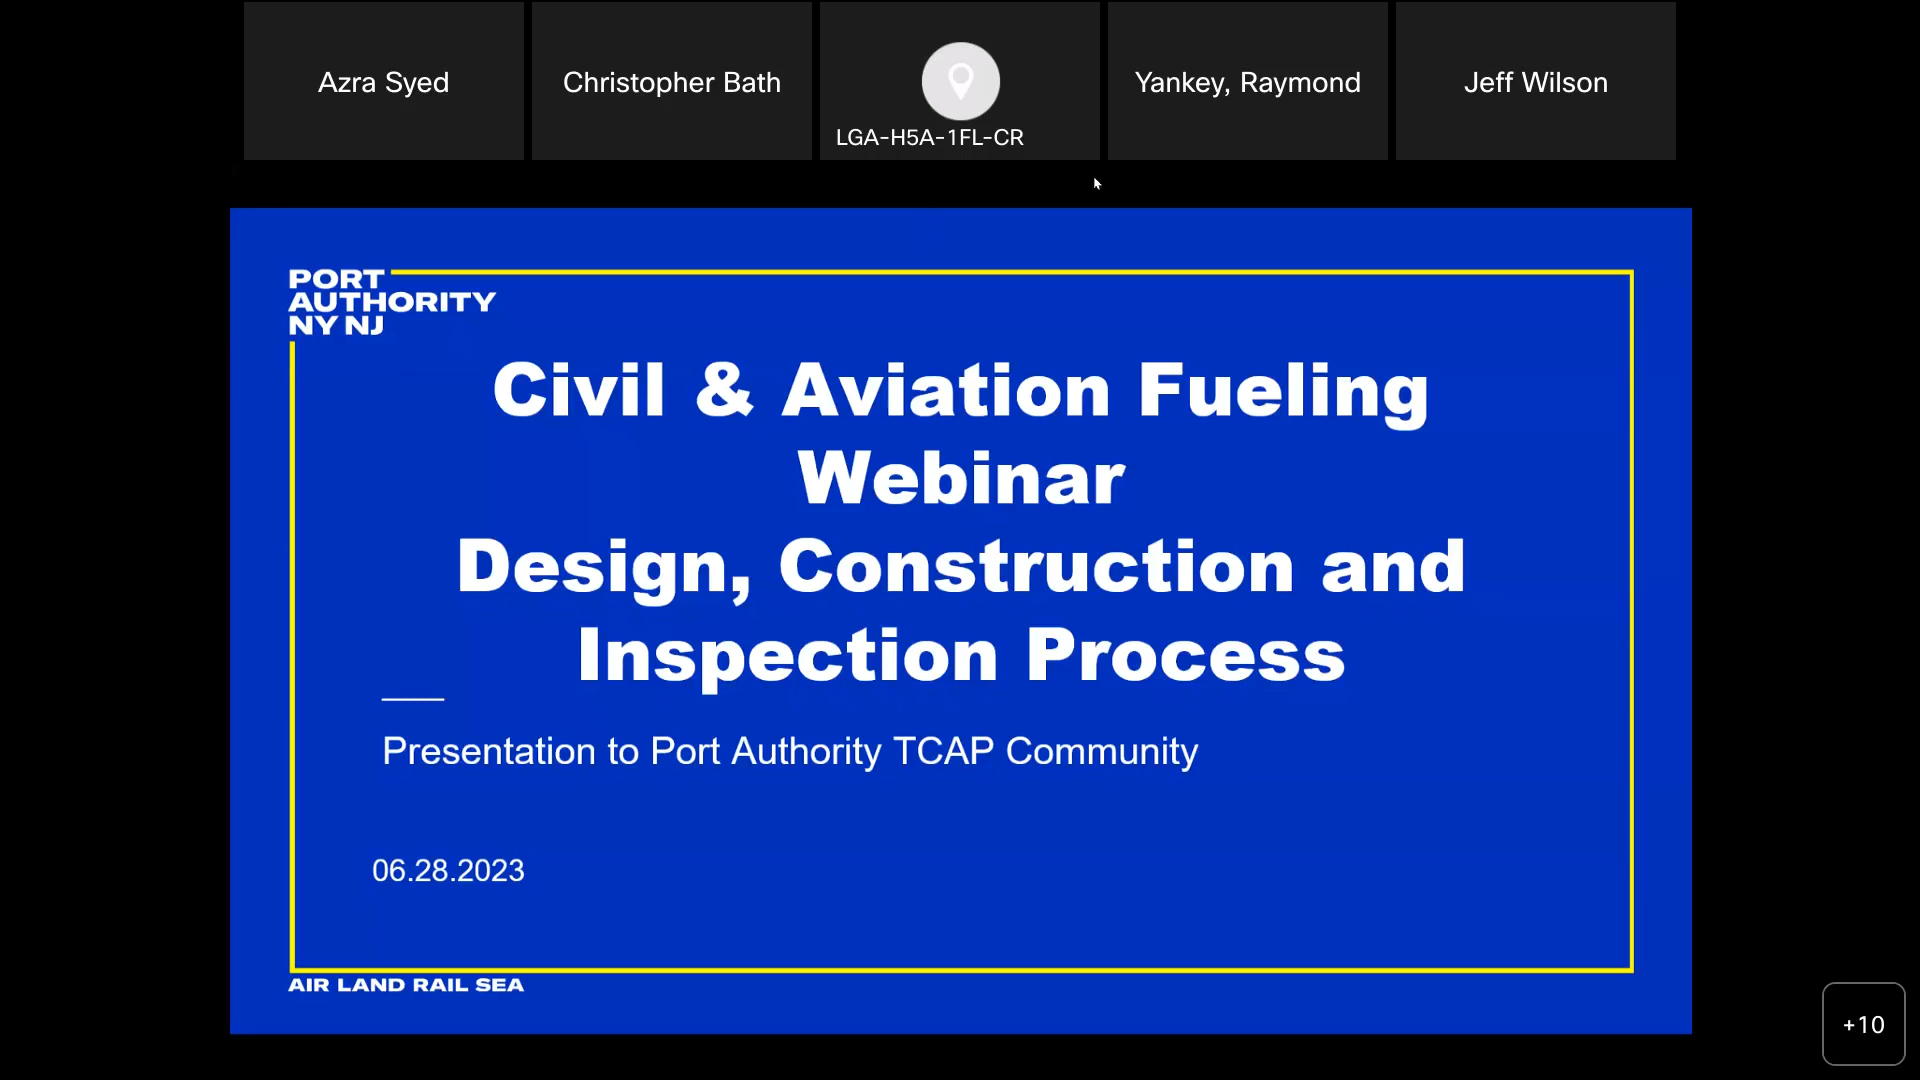 Azra Syed
Christopher Bath
LGA-H5A-1FL-CR
Yankey, Raymond
Jeff Wilson
PORT
AUTHORITY
NY NJ
Civil & Aviation Fueling
Webinar
Design, Construction and
Inspection Process
Presentation to Port Authority TCAP Community
06.28.2023
AIR LAND RAIL SEA
+10